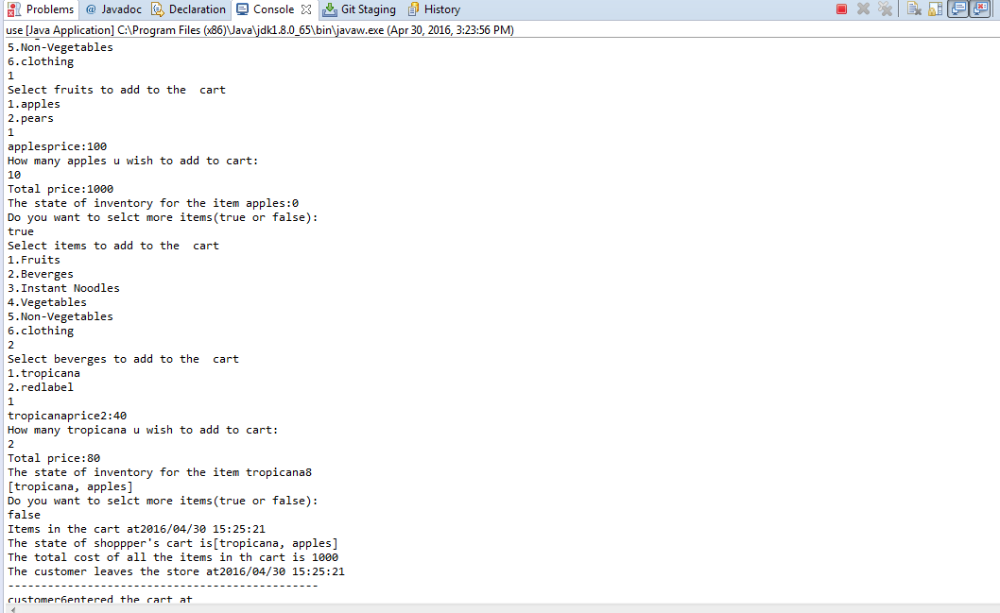 Problems @ Javadoc Declaration Console Git Staging History
use [Java Application] C:\Program Files (x86)\Java\jdk1.8.0_65\bin\javaw.exe (Apr 30, 2016, 3:23:56 PM)
5.Non-Vegetables
6.clothing
1
Select fruits to add to the  cart
1.apples
2.pears
1
applesprice:100
How many apples u wish to add to cart:
10
Total price:1000
The state of inventory for the item apples:0
Do you want to selct more items(true or false):
true
Select items to add to the  cart
1.Fruits
2.Beverges
3.Instant Noodles
4.Vegetables
5.Non-Vegetables
6.clothing
2
Select beverges to add to the  cart
1.tropicana
2.redlabel
1
tropicanaprice2:40
How many tropicana u wish to add to cart:
2
Total price:80
The state of inventory for the item tropicana8
[tropicana, apples]
Do you want to selct more items(true or false):
false
Items in the cart at2016/04/30 15:25:21
The state of shoppper's cart is[tropicana, apples]
The total cost of all the items in th cart is 1000
The customer leaves the store at2016/04/30 15:25:21
-----------------------------------------------
customer6entered the cart at